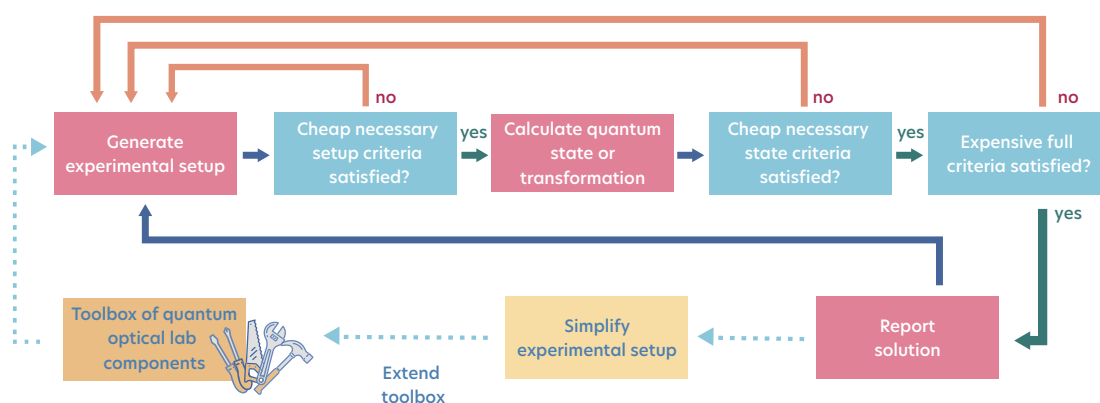 no
no
no
Generate
experimental setup
Cheap necessary
setup criteria
satisfied?
yes
Calculate quantum
state or
transformation
Cheap necessary
state criteria
satisfied?
yes
Expensive full
criteria satisfied?
yes
Toolbox of quantum
optical lab
components
Extend
toolbox
Simplify
experimental setup
Report
solution